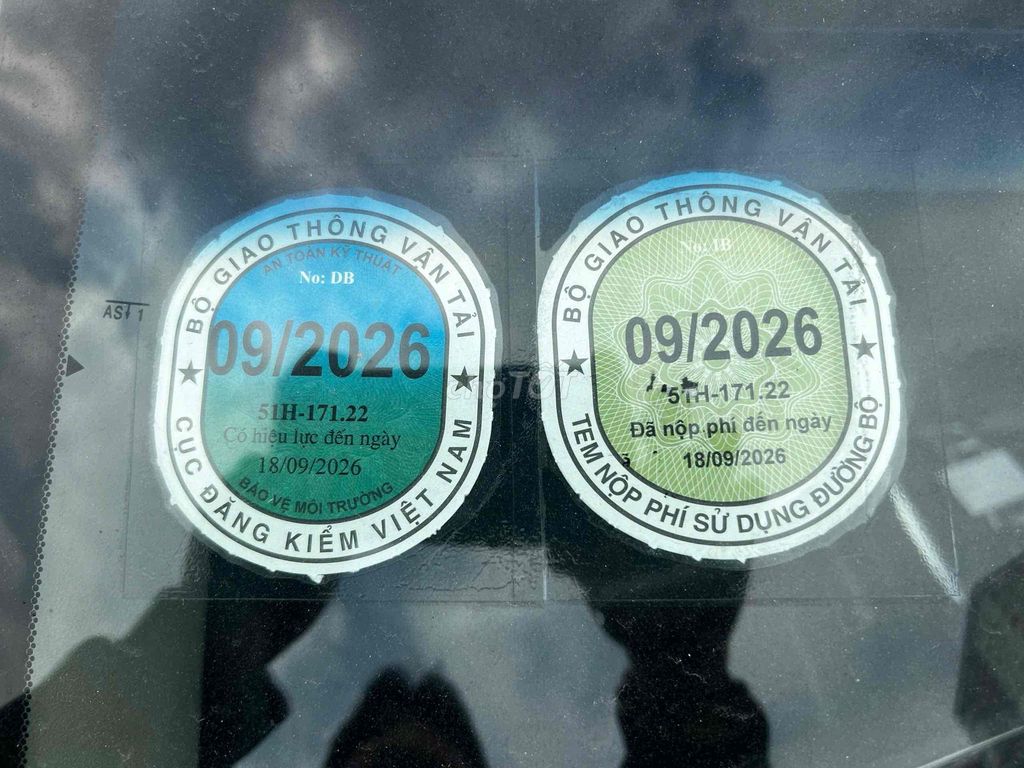 BỘ GIAO THÔNG VẬN TẢI
AN TOÀN KỸ THUẬT
No: DB
09/2026
51H-171.22
Có hiệu lực đến ngày
18/09/2026
BẢO VỆ MÔI TRƯỜNG
CỤC ĐĂNG KIỂM VIỆT NAM
BỘ GIAO THÔNG VẬN TẢI
No: IB
09/2026
51H-171.22
Đã nộp phí đến ngày
18/09/2026
TEM NỘP PHÍ SỬ DỤNG ĐƯỜNG BỘ
AS 1
CHỢ TỐT